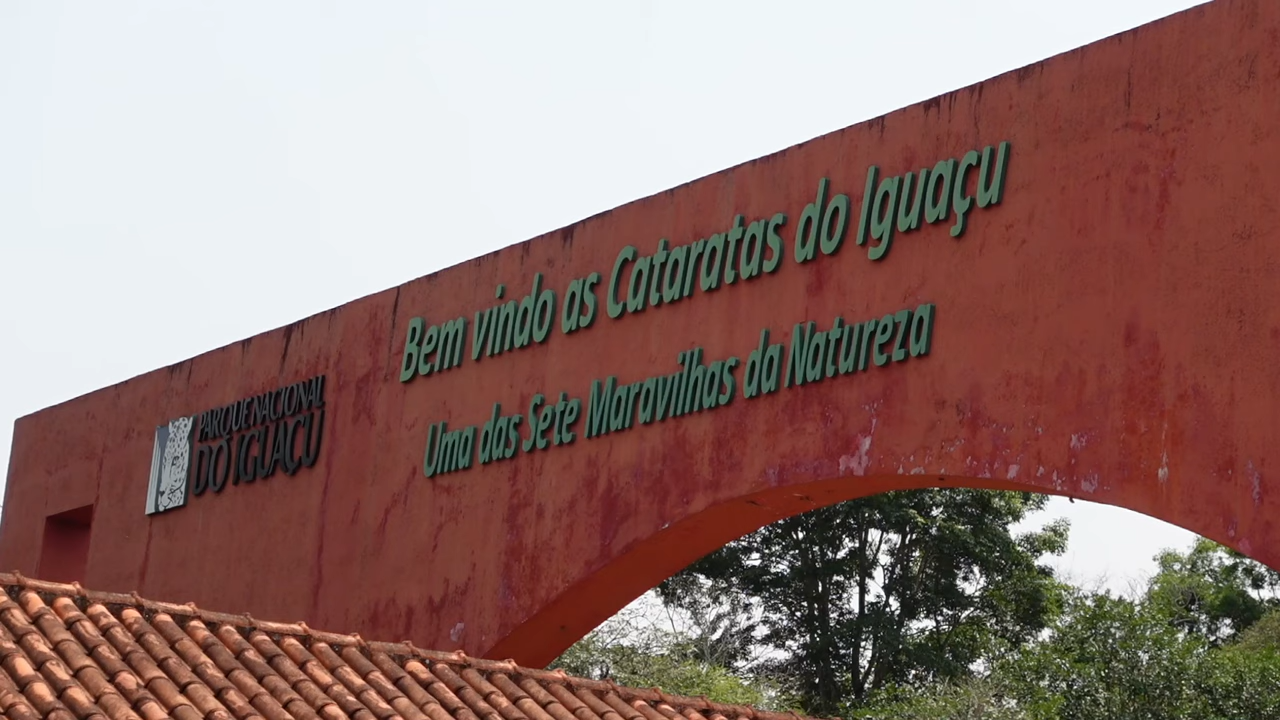 PARQUE NACIONAL
DO IGUAÇU
Bem vindo as Cataratas do Iguaçu
Uma das Sete Maravilhas da Natureza